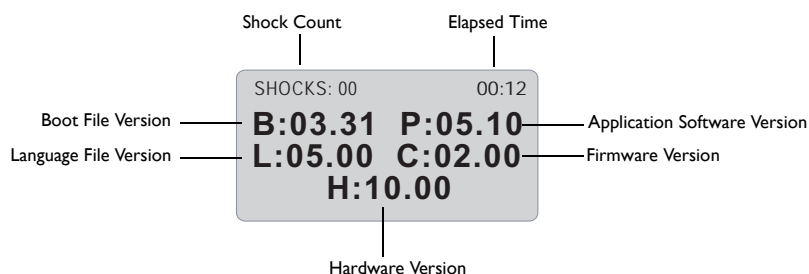 Shock Count Elapsed Time
SHOCKS: 00 00:12
Boot File Version B:03.31 P:05.10 Application Software Version
Language File Version L:05.00 C:02.00 Firmware Version
H:10.00
Hardware Version